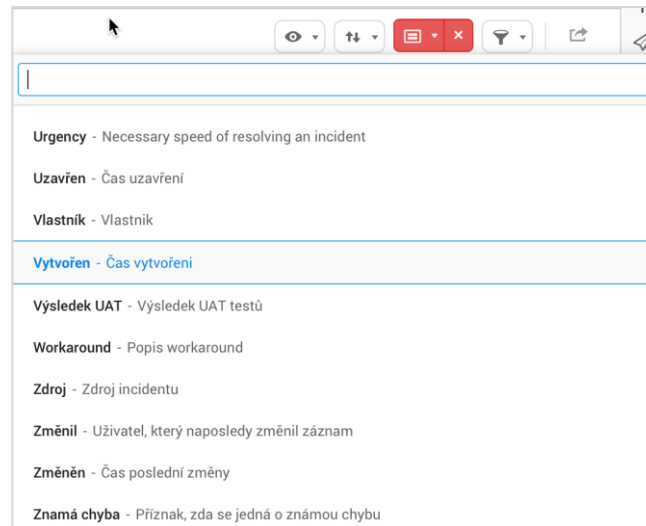 Urgency - Necessary speed of resolving an incident
Uzavřen - Čas uzavření
Vlastník - Vlastnik
Vytvořen - Čas vytvořeni
Výsledek UAT - Výsledek UAT testů
Workaround - Popis workaround
Zdroj - Zdroj incidentu
Změnil - Uživatel, který naposledy změnil záznam
Změněn - Čas poslední změny
Znamá chyba - Příznak, zda se jedná o známou chybu